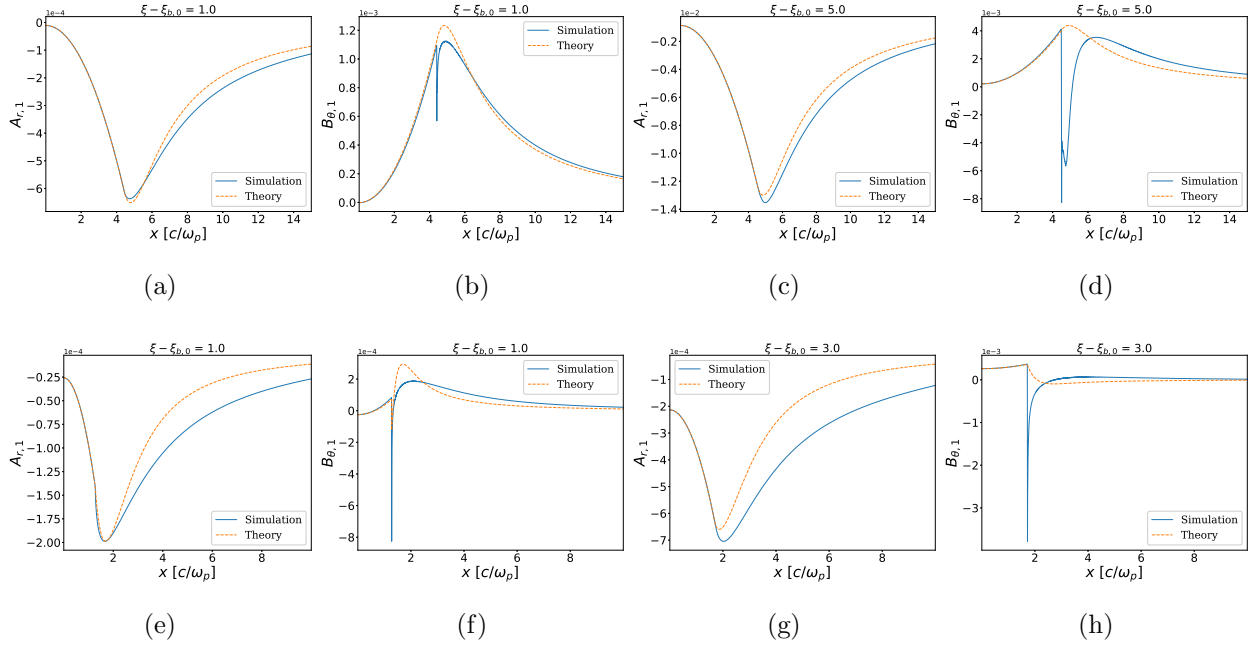 1e−4
ξ − ξb,0 = 1.0
0
−1
−2
−3
−4
−5
−6
Ar,1
2 4 6 8 10 12 14
x [c/ωp]
Simulation
Theory
(a)
1e−3
ξ − ξb,0 = 1.0
1.2
1.0
0.8
0.6
0.4
0.2
0.0
Bθ,1
2 4 6 8 10 12 14
x [c/ωp]
Simulation
Theory
(b)
1e−2
ξ − ξb,0 = 5.0
−0.2
−0.4
−0.6
−0.8
−1.0
−1.2
−1.4
Ar,1
2 4 6 8 10 12 14
x [c/ωp]
Simulation
Theory
(c)
1e−3
ξ − ξb,0 = 5.0
4
2
0
−2
−4
−6
−8
Bθ,1
2 4 6 8 10 12 14
x [c/ωp]
Simulation
Theory
(d)
1e−4
ξ − ξb,0 = 1.0
−0.25
−0.50
−0.75
−1.00
−1.25
−1.50
−1.75
−2.00
Ar,1
2 4 6 8
x [c/ωp]
Simulation
Theory
(e)
1e−4
ξ − ξb,0 = 1.0
2
0
−2
−4
−6
−8
Bθ,1
2 4 6 8
x [c/ωp]
Simulation
Theory
(f)
1e−4
ξ − ξb,0 = 3.0
−1
−2
−3
−4
−5
−6
−7
Ar,1
2 4 6 8
x [c/ωp]
Simulation
Theory
(g)
1e−3
ξ − ξb,0 = 3.0
0
−1
−2
−3
Bθ,1
2 4 6 8
x [c/ωp]
Simulation
Theory
(h)